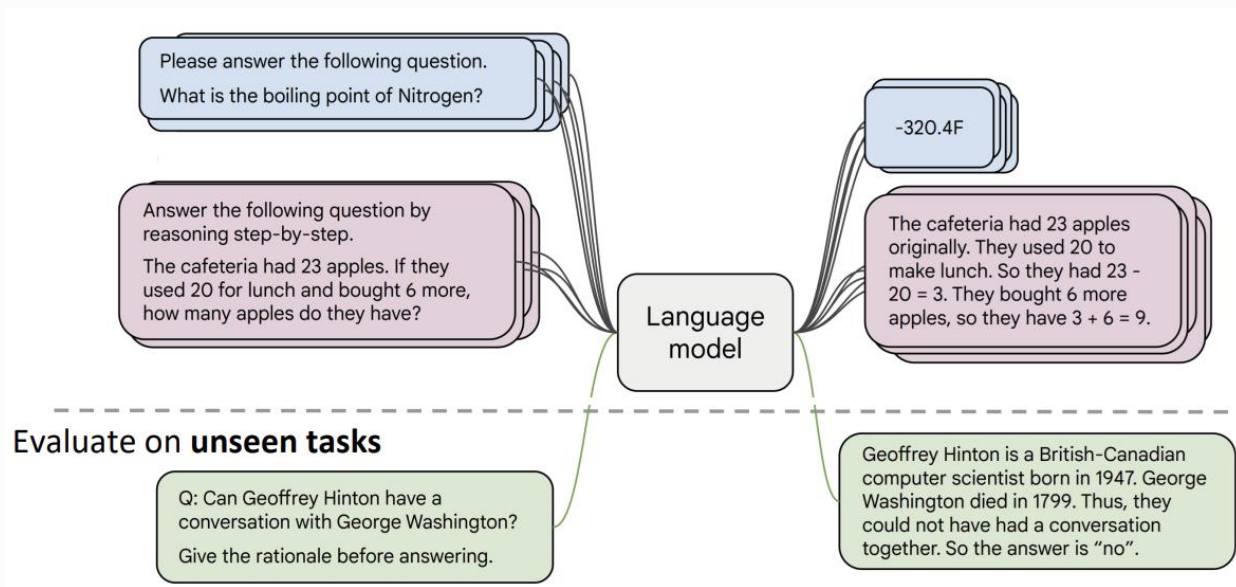 Please answer the following question.
What is the boiling point of Nitrogen?
-320.4F
Answer the following question by
reasoning step-by-step.
The cafeteria had 23 apples. If they
used 20 for lunch and bought 6 more,
how many apples do they have?
Language
model
The cafeteria had 23 apples
originally. They used 20 to
make lunch. So they had 23 -
20 = 3. They bought 6 more
apples, so they have 3 + 6 = 9.
Evaluate on unseen tasks
Q: Can Geoffrey Hinton have a
conversation with George Washington?
Give the rationale before answering.
Geoffrey Hinton is a British-Canadian
computer scientist born in 1947. George
Washington died in 1799. Thus, they
could not have had a conversation
together. So the answer is “no”.